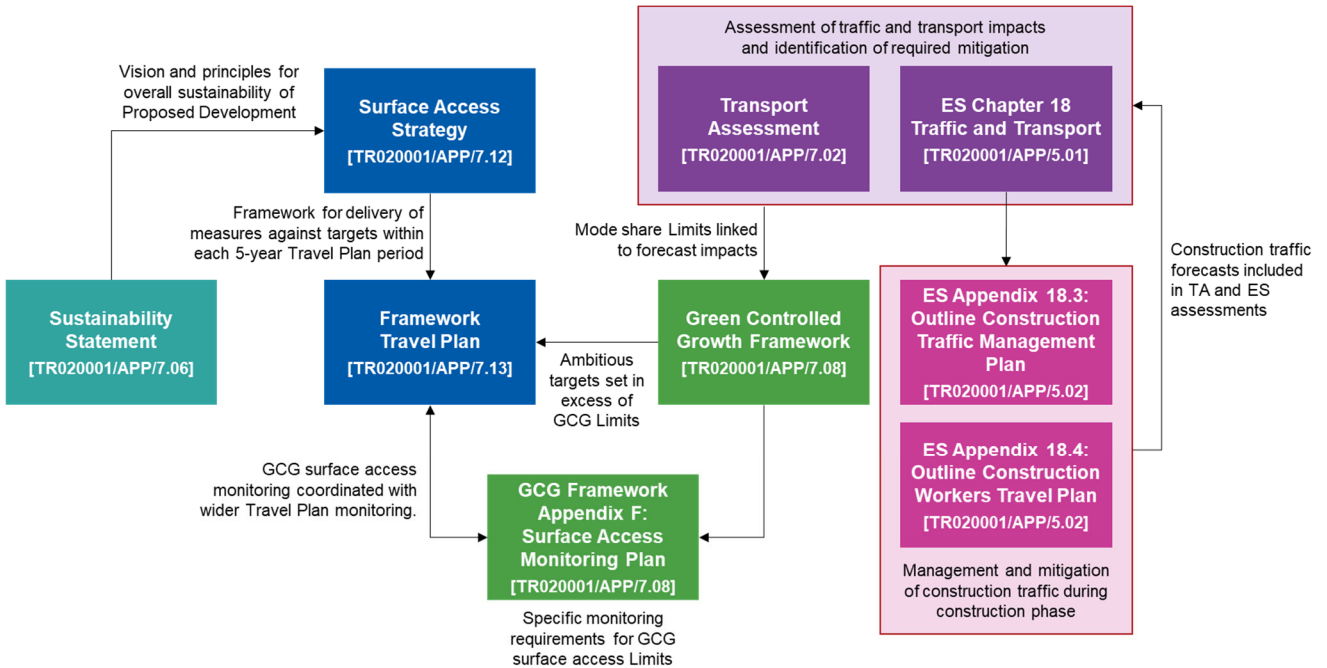 Assessment of traffic and transport impacts
and identification of required mitigation
Vision and principles for
overall sustainability of
Proposed Development
Surface Access
Strategy
[TR020001/APP/7.12]
Transport
Assessment
[TR020001/APP/7.02]
ES Chapter 18
Traffic and Transport
[TR020001/APP/5.01]
Framework for delivery of
measures against targets within
each 5-year Travel Plan period
Mode share Limits linked
to forecast impacts
Construction traffic
forecasts included
in TA and ES
assessments
Sustainability
Statement
[TR020001/APP/7.06]
Framework
Travel Plan
[TR020001/APP/7.13]
Ambitious
targets set in
excess of
GCG Limits
Green Controlled
Growth Framework
[TR020001/APP/7.08]
ES Appendix 18.3:
Outline Construction
Traffic Management
Plan
[TR020001/APP/5.02]
GCG surface access
monitoring coordinated with
wider Travel Plan monitoring.
GCG Framework
Appendix F:
Surface Access
Monitoring Plan
[TR020001/APP/7.08]
Specific monitoring
requirements for GCG
surface access Limits
ES Appendix 18.4:
Outline Construction
Workers Travel Plan
[TR020001/APP/5.02]
Management and mitigation
of construction traffic during
construction phase